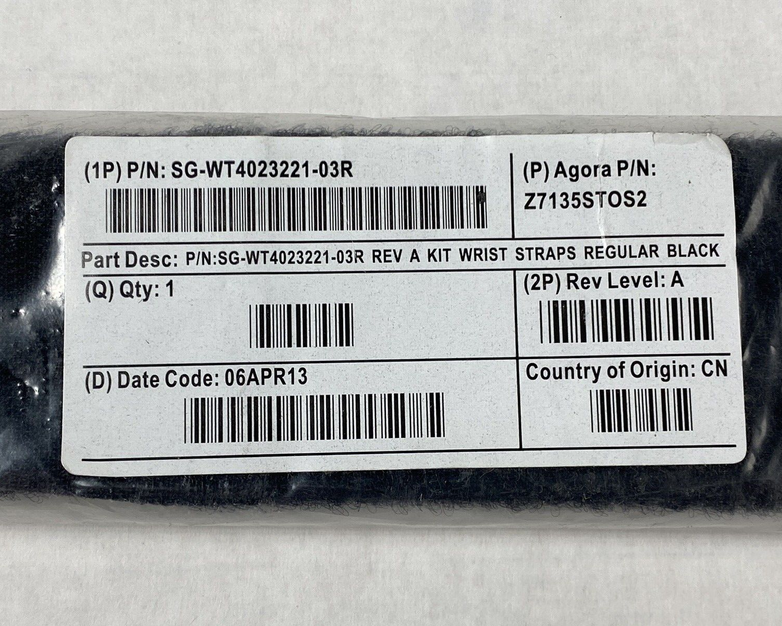 (1P) P/N: SG-WT4023221-03R
(P) Agora P/N:
Z7135STOS2
Part Desc: P/N:SG-WT4023221-03R REV A KIT WRIST STRAPS REGULAR BLACK
(Q) Qty: 1
(2P) Rev Level: A
(D) Date Code: 06APR13
Country of Origin: CN